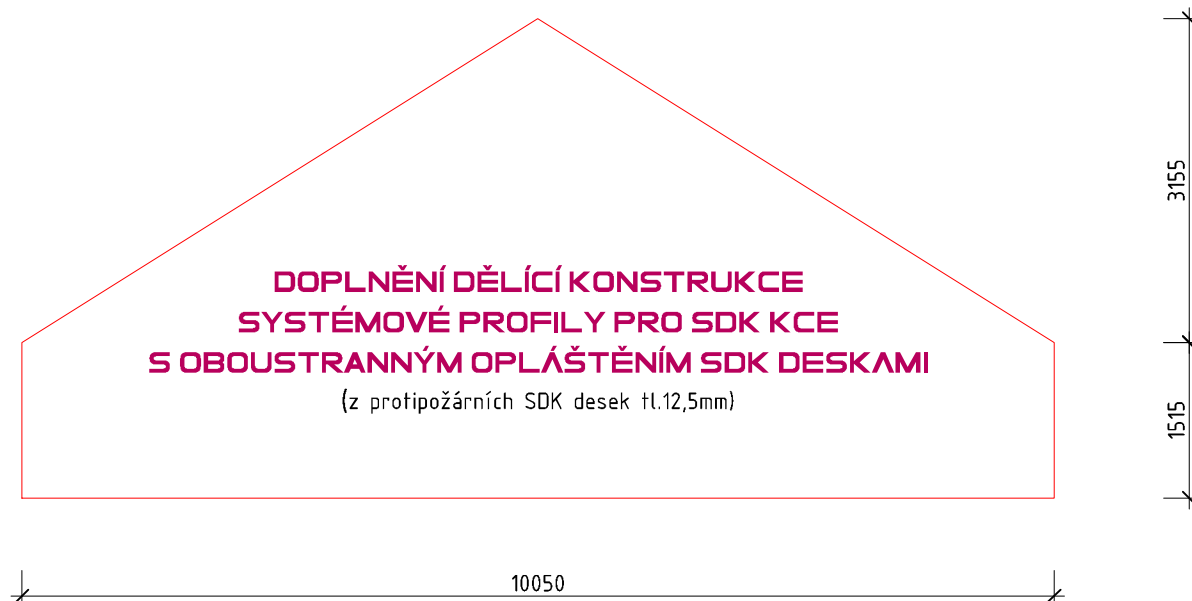 DOPLNĚNÍ DĚLÍCÍ KONSTRUKCE
SYSTÉMOVÉ PROFILY PRO SDK KCE
S OBOUSTRANNÝM OPLÁŠTĚNÍM SDK DESKAMI
(z protipožárních SDK desek tl.12,5mm)
3155
1515
10050